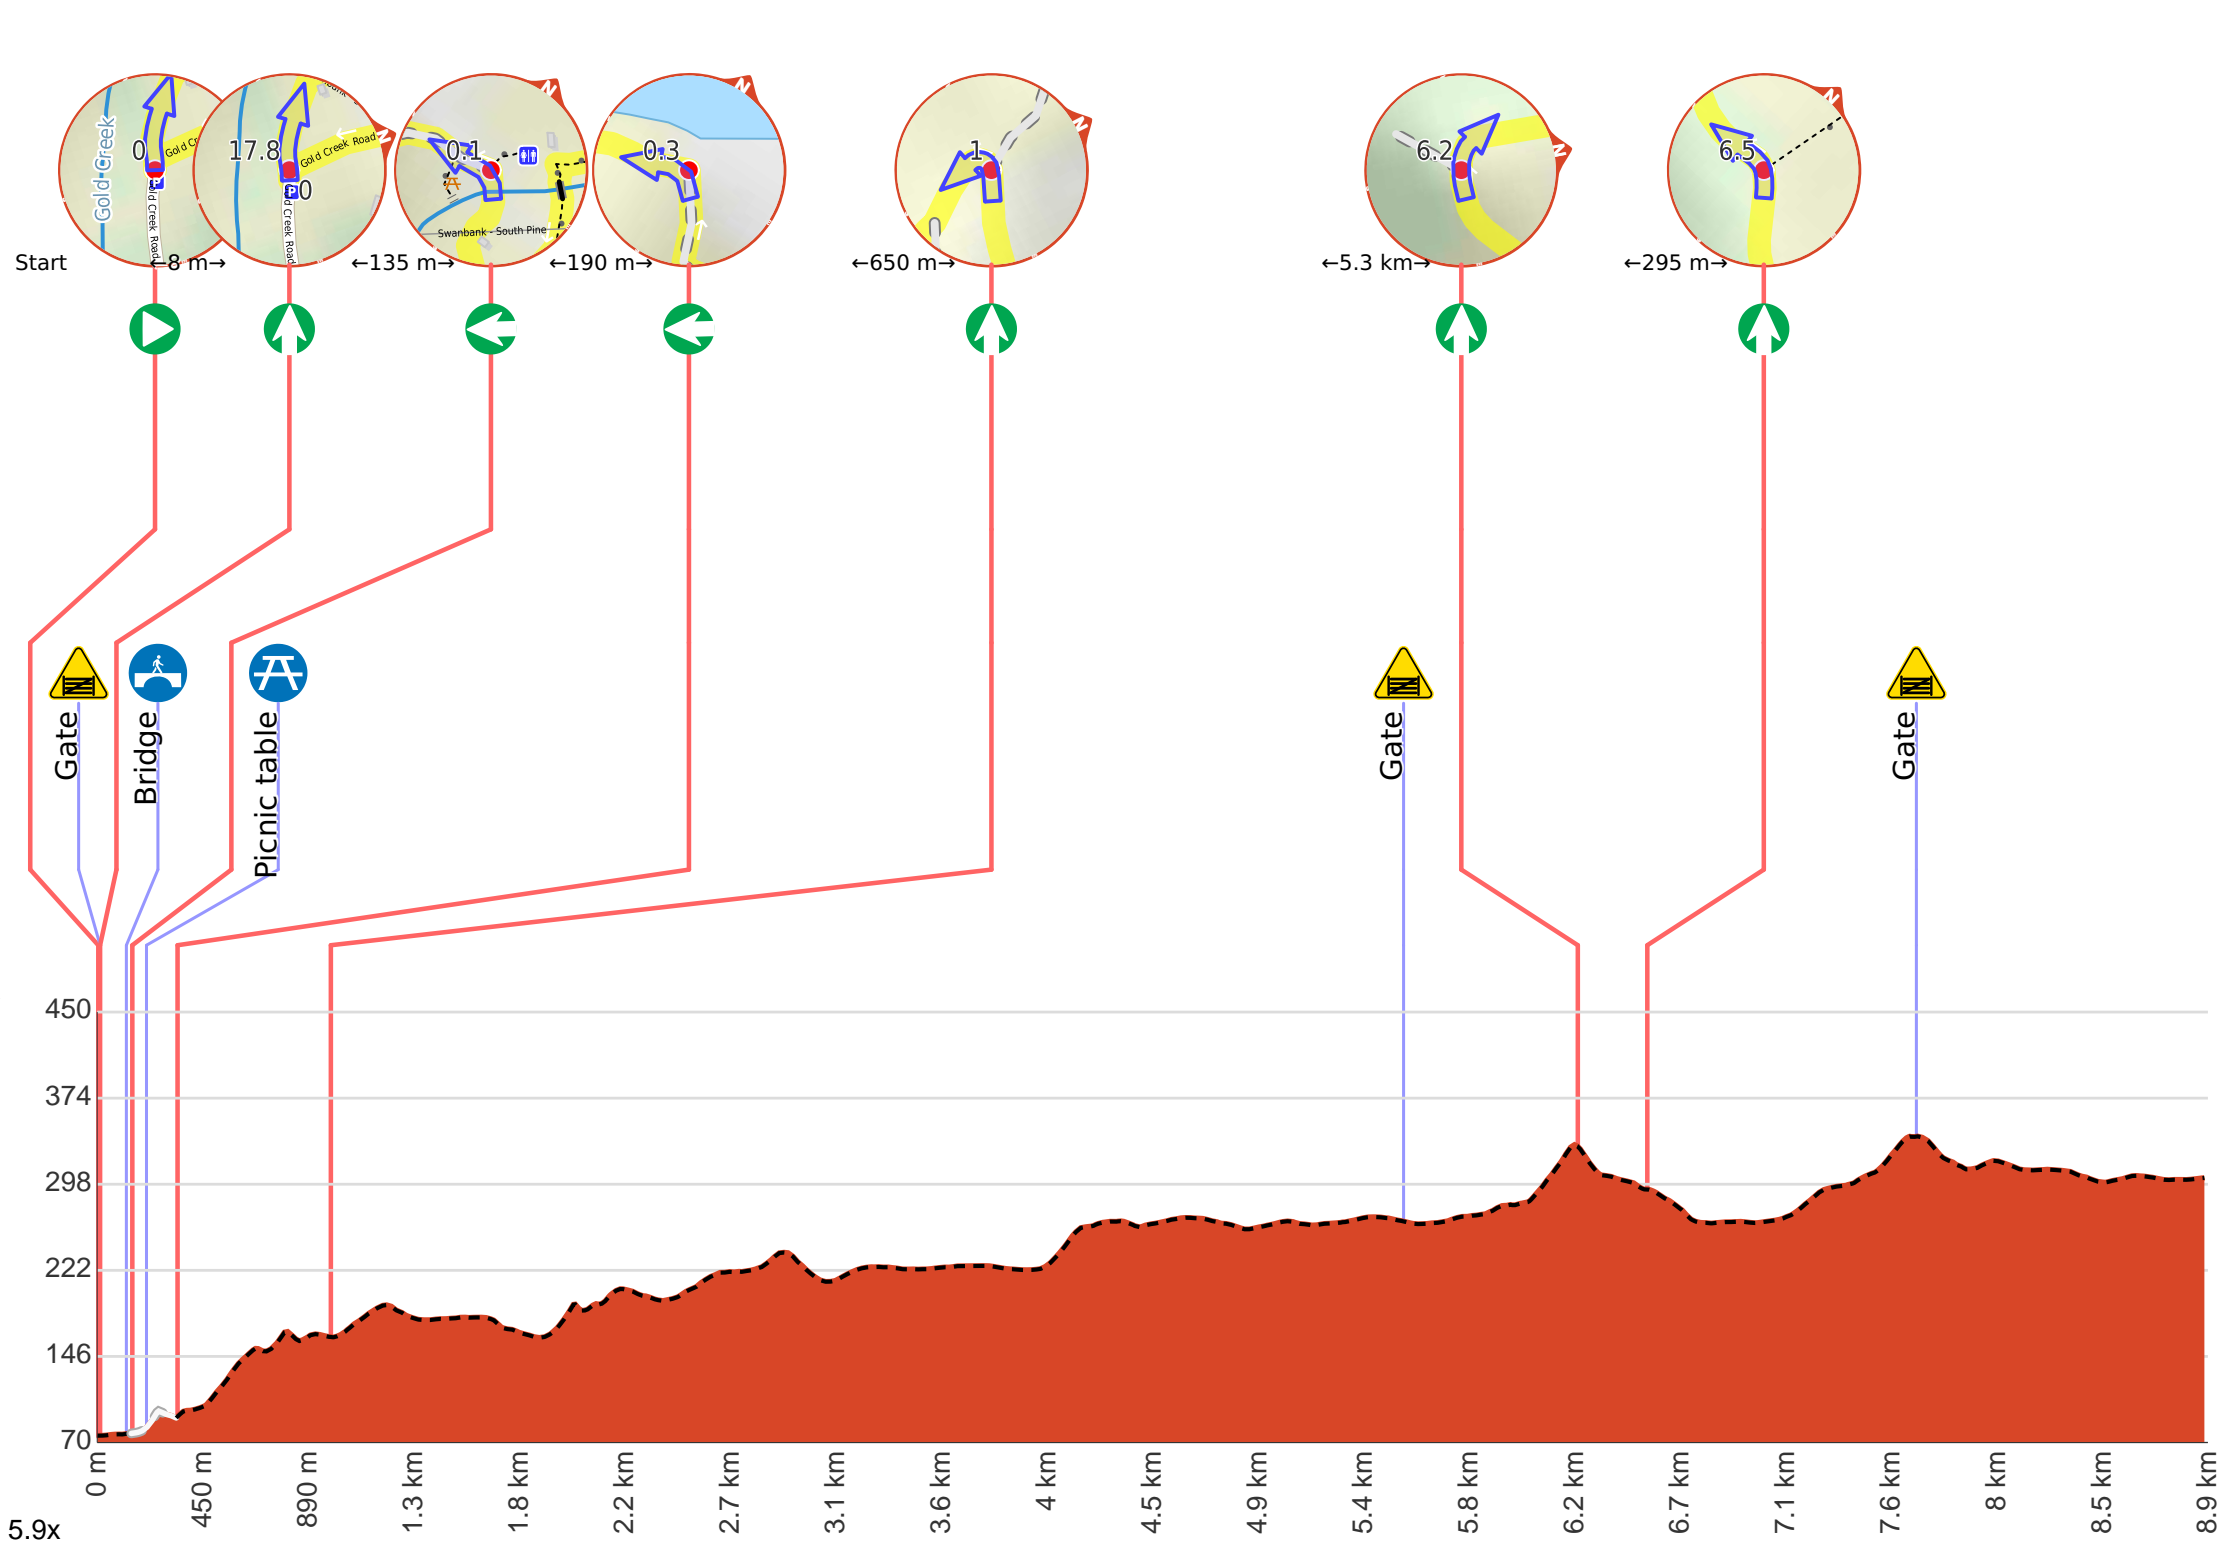 Gold Creek
0
Gold Cr
Gold Creek Road
17.8
0
Gold Creek Road
d Creek Road
N
0.1
Swanbank - South Pine
N
0.3
N
1
N
6.2
N
6.5
N
Start
←8 m→
←135 m→
←190 m→
←650 m→
←5.3 km→
←295 m→
Gate
Bridge
Picnic table
Gate
Gate
450
374
298
222
146
70
0 m
450 m
890 m
1.3 km
1.8 km
2.2 km
2.7 km
3.1 km
3.6 km
4 km
4.5 km
4.9 km
5.4 km
5.8 km
6.2 km
6.7 km
7.1 km
7.6 km
8 km
8.5 km
8.9 km
5.9x